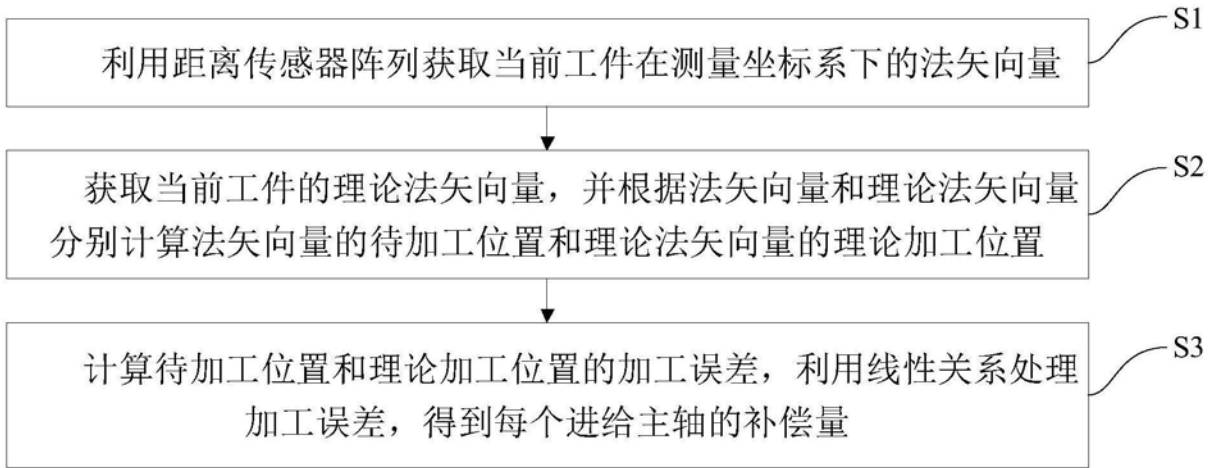 S1
利用距离传感器阵列获取当前工件在测量坐标系下的法矢向量
S2
获取当前工件的理论法矢向量，并根据法矢向量和理论法矢向量
分别计算法矢向量的待加工位置和理论法矢向量的理论加工位置
S3
计算待加工位置和理论加工位置的加工误差，利用线性关系处理
加工误差，得到每个进给主轴的补偿量